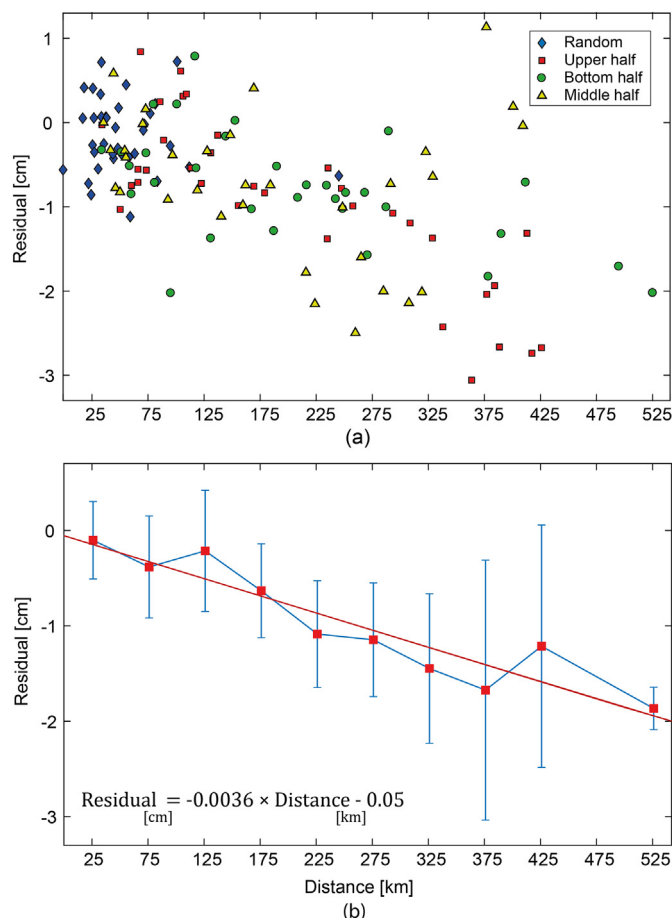 1
0
-1
-2
-3
Residual [cm]
Random
Upper half
Bottom half
Middle half
25 75 125 175 225 275 325 375 425 475 525
(a)
0
-1
-2
-3
Residual [cm]
Residual = -0.0036 × Distance - 0.05
[cm] [km]
25 75 125 175 225 275 325 375 425 475 525
Distance [km]
(b)